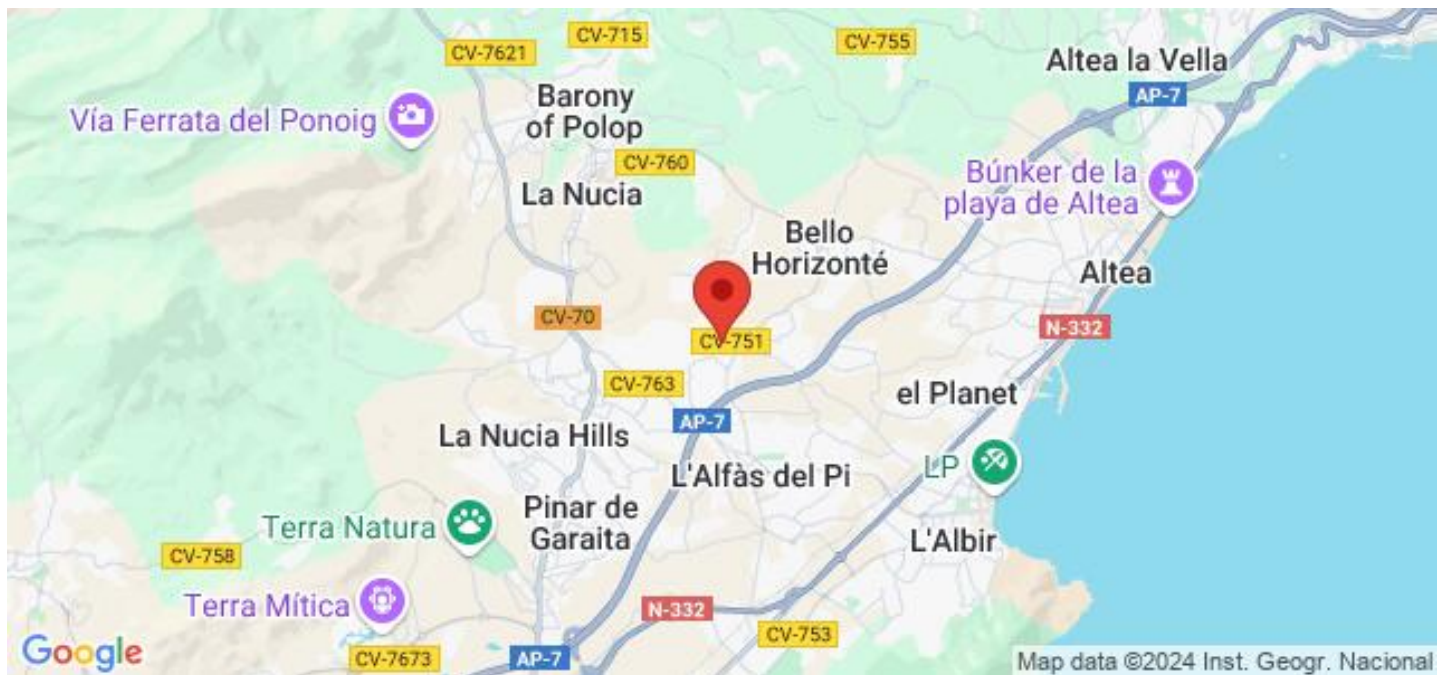 CV-715
CV-755
CV-7621
Altea la Vella
AP-7
Barony
of Polop
Vía Ferrata del Ponoig
CV-760
Búnker de la
playa de Altea
La Nucia
Bello
Horizonté
Altea
CV-70
N-332
CV-751
CV-763
el Planet
AP-7
La Nucia Hills
L'Alfàs del Pi
LP
Pinar de
Garaita
Terra Natura
L'Albir
CV-758
Terra Mítica
N-332
CV-753
Google
CV-7673
AP-7
Map data ©2024 Inst. Geogr. Nacional